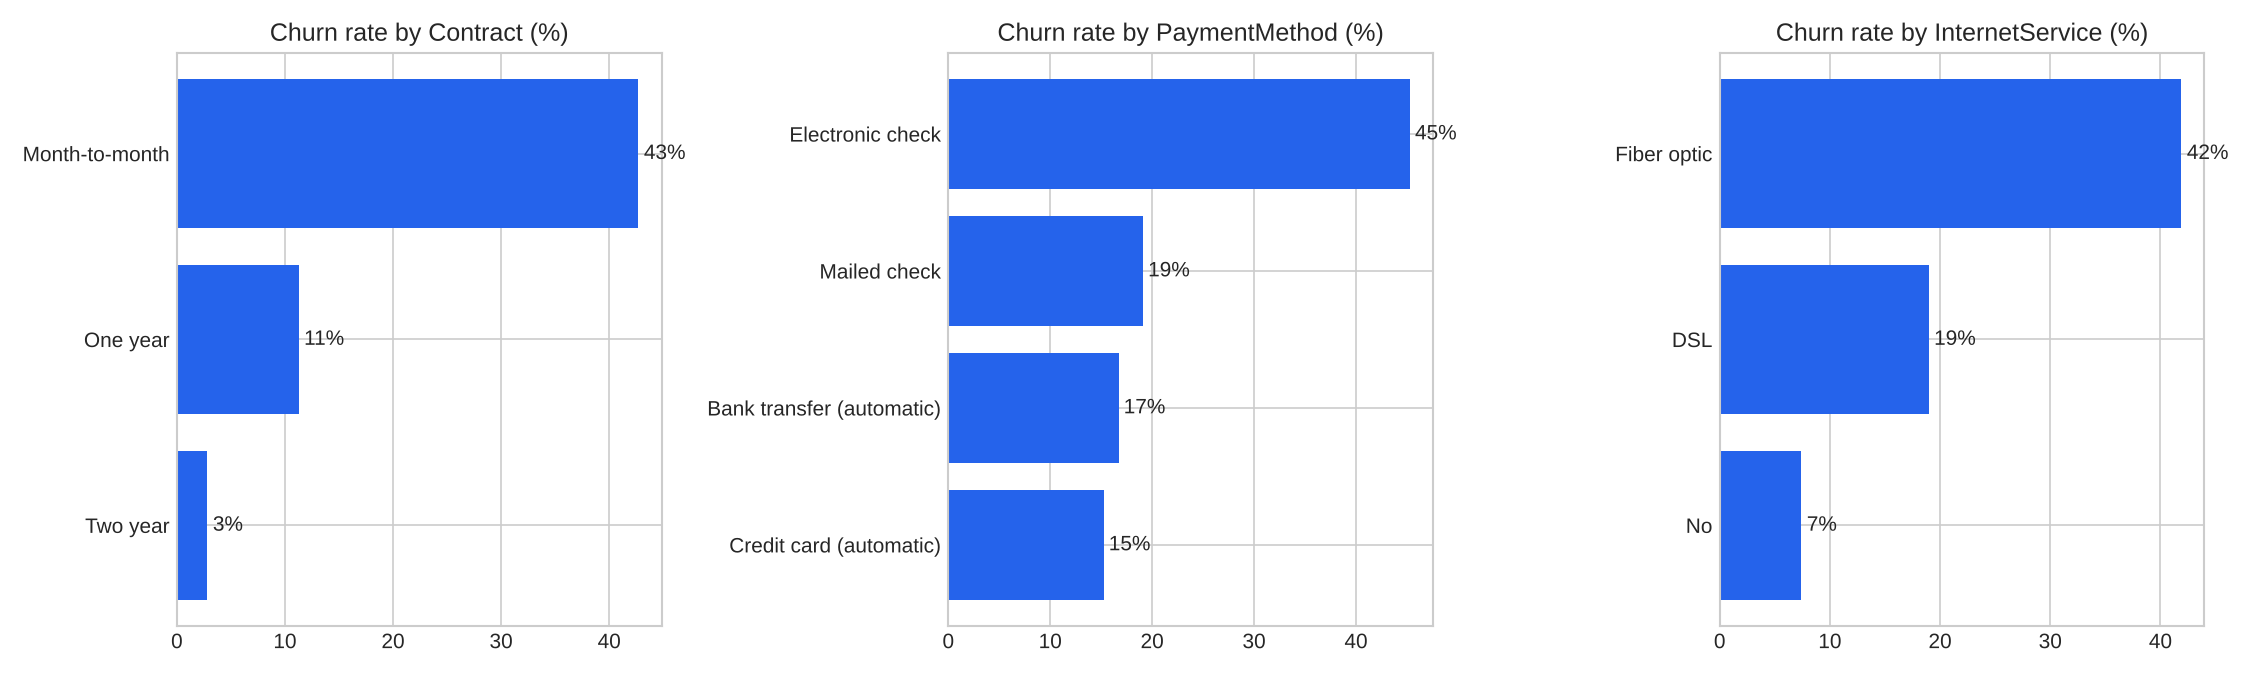 Churn rate by Contract (%)
Month-to-month
43%
One year
11%
Two year
3%
0 10 20 30 40
Churn rate by PaymentMethod (%)
Electronic check
45%
Mailed check
19%
Bank transfer (automatic)
17%
Credit card (automatic)
15%
0 10 20 30 40
Churn rate by InternetService (%)
Fiber optic
42%
DSL
19%
No
7%
0 10 20 30 40